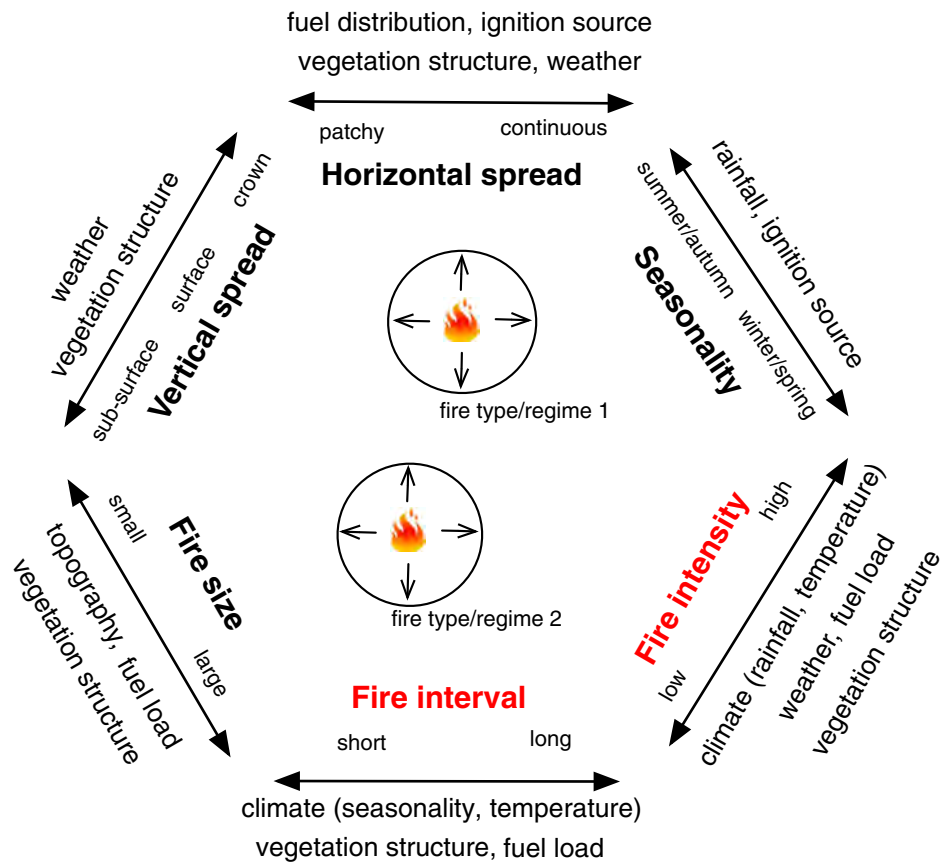 fuel distribution, ignition source
vegetation structure, weather
patchy
continuous
Horizontal spread
weather
vegetation structure
crown
surface
sub-surface
Vertical spread
rainfall, ignition source
summer/autumn
winter/spring
Seasonality
fire type/regime 1
fire type/regime 2
small
large
Fire size
topography, fuel load
vegetation structure
Fire intensity
high
low
climate (rainfall, temperature)
weather, fuel load
vegetation structure
Fire interval
short
long
climate (seasonality, temperature)
vegetation structure, fuel load